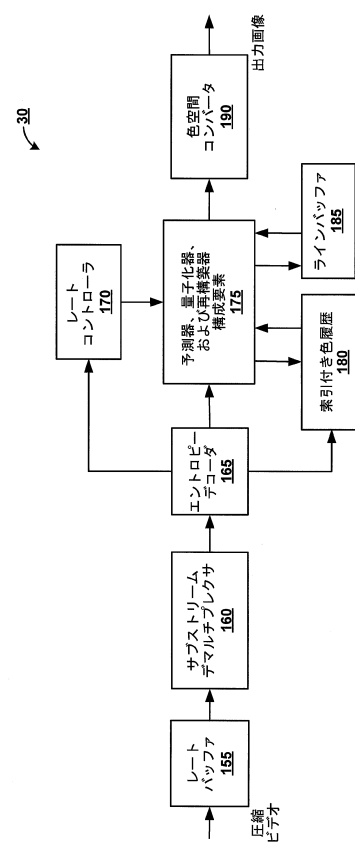 30
圧縮
ビデオ
レート
バッファ
155
サブストリーム
デマルチプレクサ
160
エントロピー
デコーダ
165
レート
コントローラ
170
予測器、量子化器、
および再構築器
構成要素
175
索引付き色履歴
180
ラインバッファ
185
色空間
コンバータ
190
出力画像